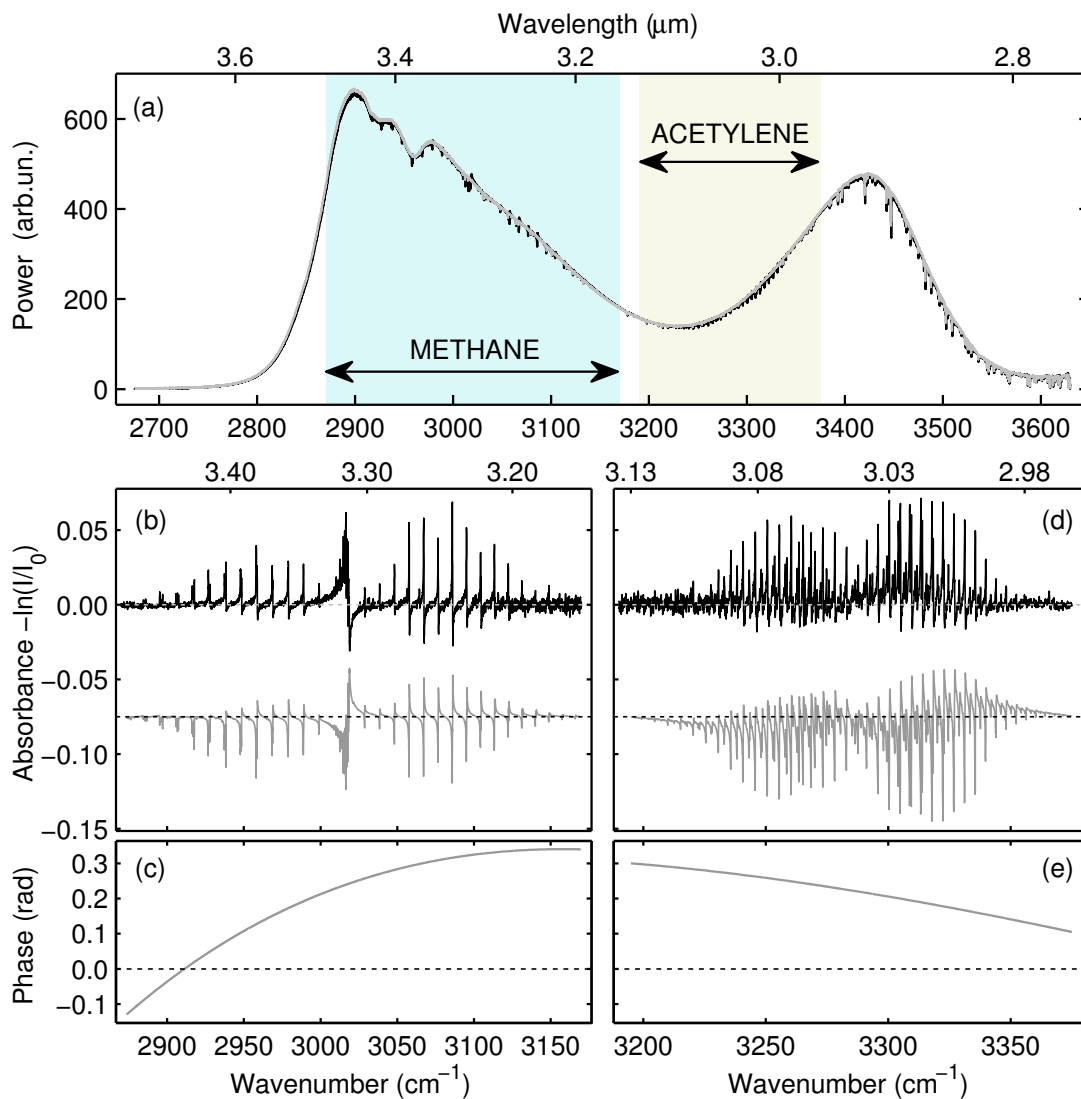 Wavelength (μm)
3.6 3.4 3.2 3.0 2.8
(a)
ACETYLENE
METHANE
Power (arb.un.)
600
400
200
0
2700 2800 2900 3000 3100 3200 3300 3400 3500 3600
3.40 3.30 3.20
3.13 3.08 3.03 2.98
(b)
(d)
Absorbance −ln(I/I0)
0.05
0.00
−0.05
−0.10
−0.15
(c)
(e)
Phase (rad)
0.3
0.2
0.1
0.0
−0.1
2900 2950 3000 3050 3100 3150
3200 3250 3300 3350
Wavenumber (cm−1)
Wavenumber (cm−1)